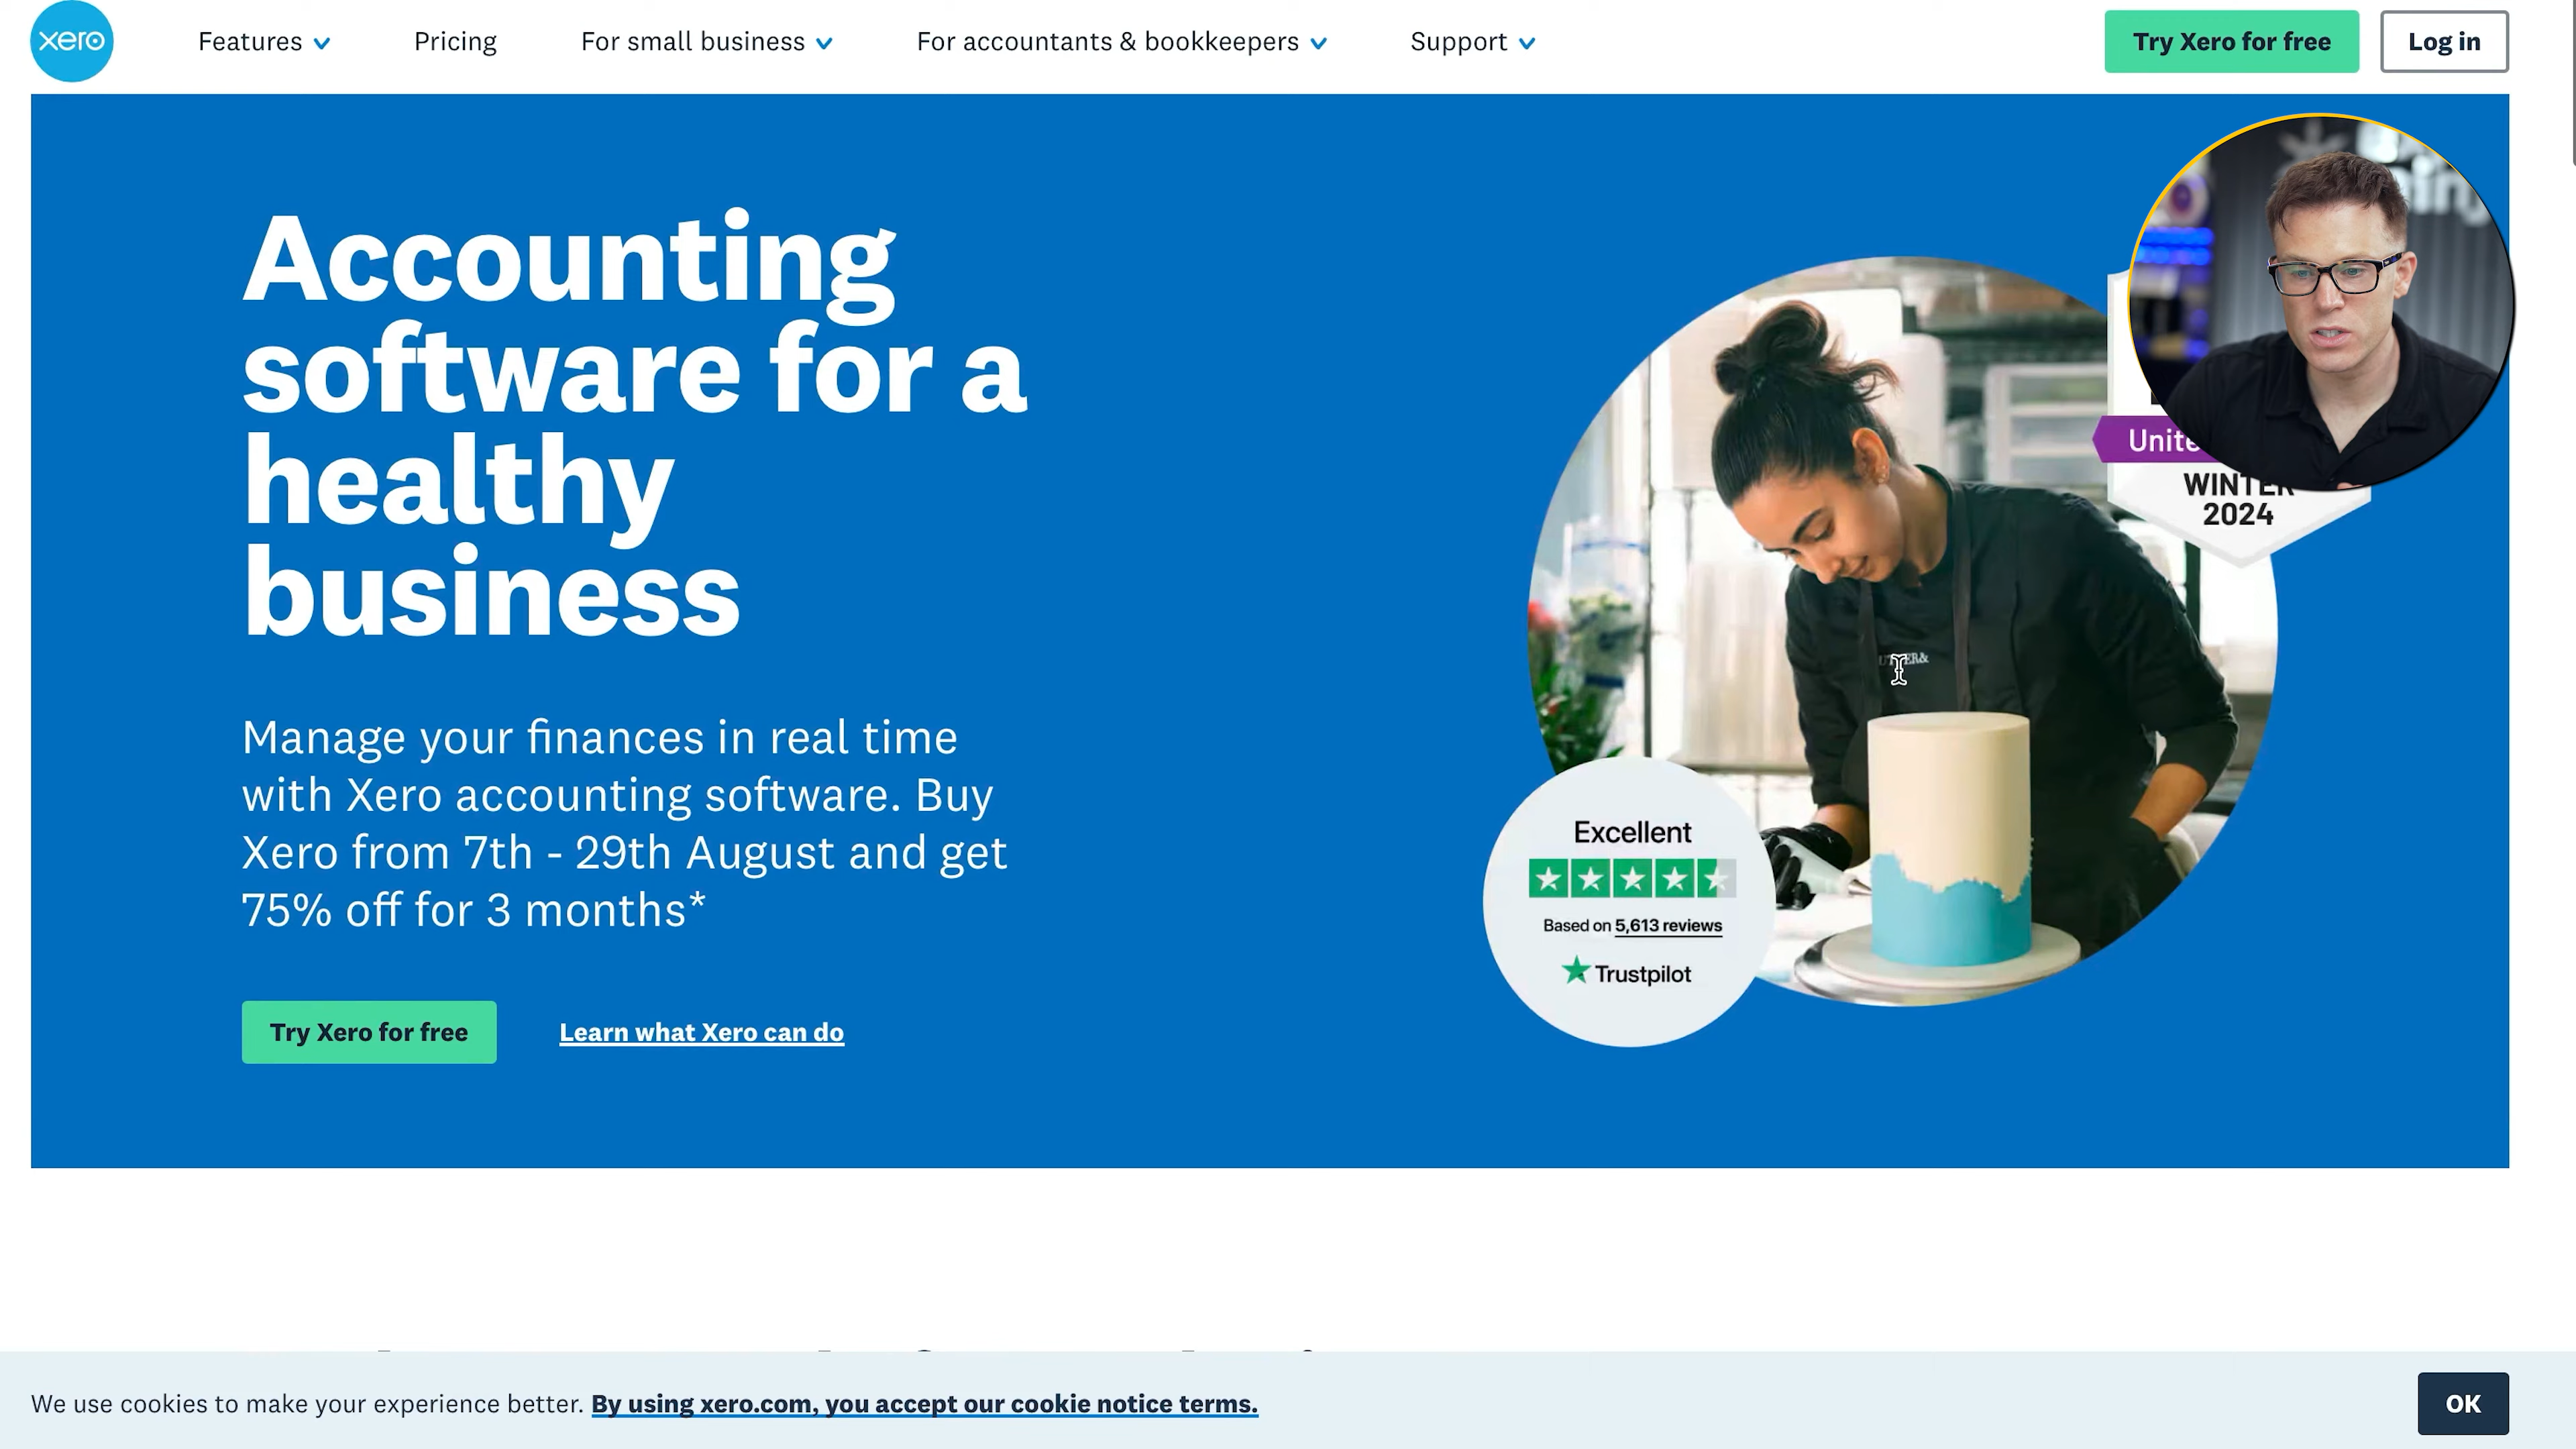 xero
Features
Pricing
For small business
For accountants & bookkeepers
Support
Try Xero for free
Log in
Accounting
software for a
healthy
business
Manage your finances in real time
with Xero accounting software. Buy
Xero from 7th - 29th August and get
75% off for 3 months*
Try Xero for free
Learn what Xero can do
WINTER
2024
Excellent
Based on 5,613 reviews
Trustpilot
We use cookies to make your experience better. By using xero.com, you accept our cookie notice terms.
OK